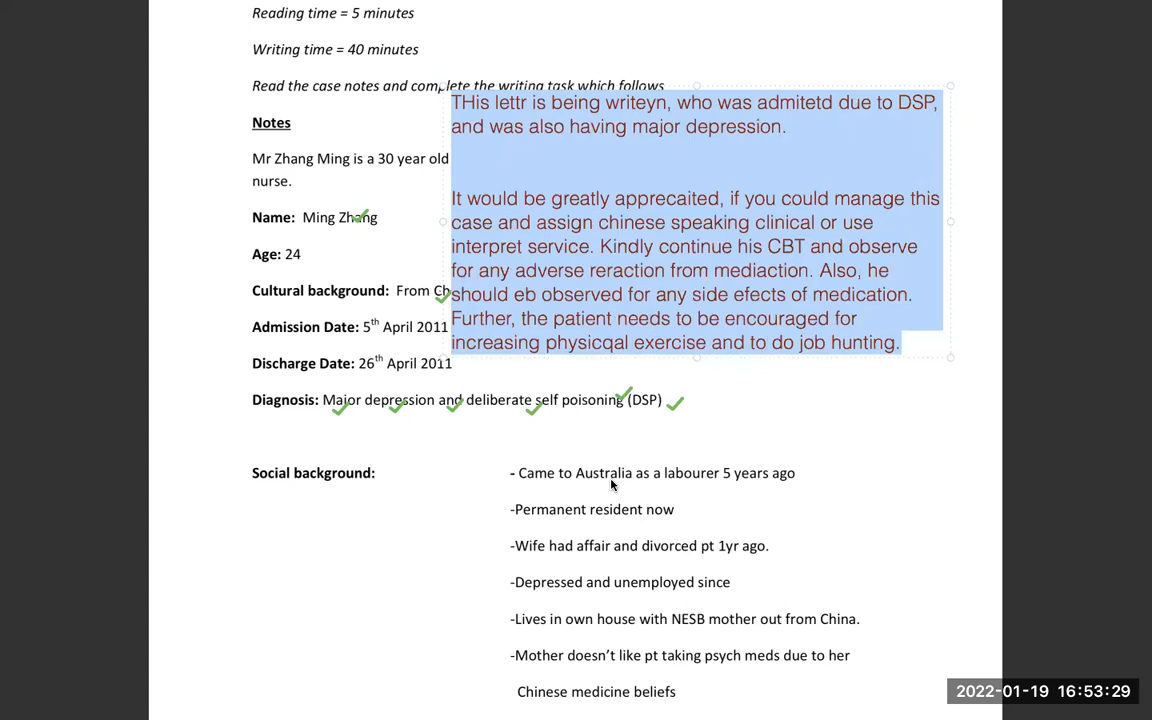 Reading time = 5 minutes
Writing time = 40 minutes
Read the case notes and complete the writing task which follows
Notes
Mr Zhang Ming is a 30 year old
nurse.
Name: Ming Zhang
Age: 24
Cultural background: From Ch
Admission Date: 5th April 2011
Discharge Date: 26th April 2011
THis lettr is being writeyn, who was admitetd due to DSP,
and was also having major depression.
It would be greatly apprecaited, if you could manage this
case and assign chinese speaking clinical or use
interpret service. Kindly continue his CBT and observe
for any adverse reraction from mediaction. Also, he
should eb observed for any side efects of medication.
Further, the patient needs to be encouraged for
increasing physicqal exercise and to do job hunting.
Diagnosis: Major depression and deliberate self poisoning (DSP)
Social background:
- Came to Australia as a labourer 5 years ago
-Permanent resident now
-Wife had affair and divorced pt 1yr ago.
-Depressed and unemployed since
-Lives in own house with NESB mother out from China.
-Mother doesn’t like pt taking psych meds due to her
Chinese medicine beliefs
2022-01-19 16:53:29